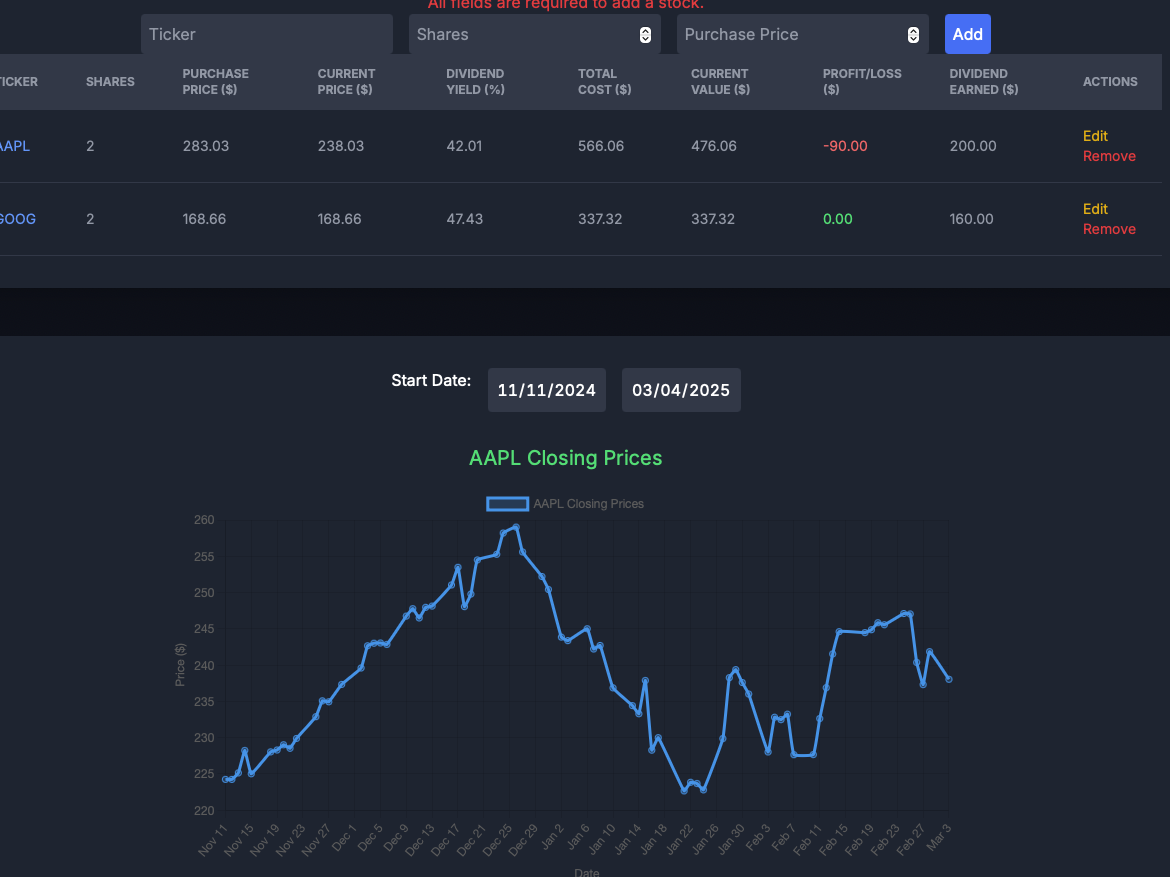 All fields are required to add a stock.
Ticker Shares Purchase Price Add
TICKER SHARES PURCHASE PRICE ($) CURRENT PRICE ($) DIVIDEND YIELD (%) TOTAL COST ($) CURRENT VALUE ($) PROFIT/LOSS ($) DIVIDEND EARNED ($) ACTIONS
AAPL 2 283.03 238.03 42.01 566.06 476.06 -90.00 200.00 Edit
Remove
GOOG 2 168.66 168.66 47.43 337.32 337.32 0.00 160.00 Edit
Remove
Start Date: 11/11/2024 03/04/2025
AAPL Closing Prices
AAPL Closing Prices
260
255
250
245
240
235
230
225
220
Price ($)
Nov 11 Nov 15 Nov 19 Nov 23 Nov 27 Dec 1 Dec 5 Dec 9 Dec 13 Dec 17 Dec 21 Dec 25 Dec 29 Jan 2 Jan 6 Jan 10 Jan 14 Jan 18 Jan 22 Jan 26 Jan 30 Feb 3 Feb 7 Feb 11 Feb 15 Feb 19 Feb 23 Feb 27 Mar 3
Date